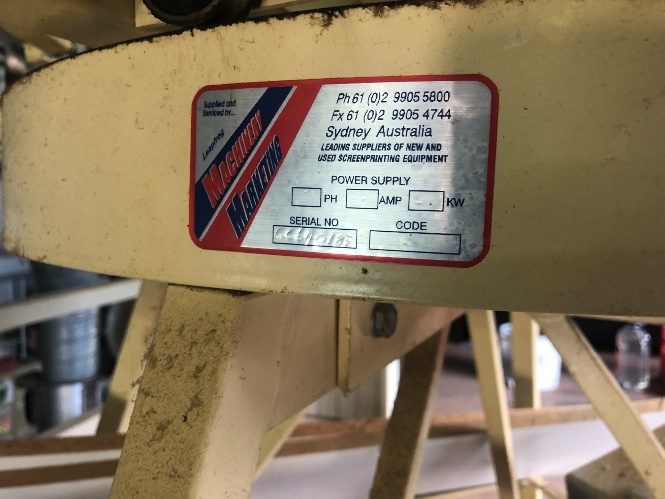 Supplied and
Serviced by...
Leapfrog
MACHINERY
MARKETING
Ph 61 (0)2 9905 5800
Fx 61 (0)2 9905 4744
Sydney Australia
LEADING SUPPLIERS OF NEW AND
USED SCREENPRINTING EQUIPMENT
POWER SUPPLY
PH AMP KW
SERIAL NO CODE